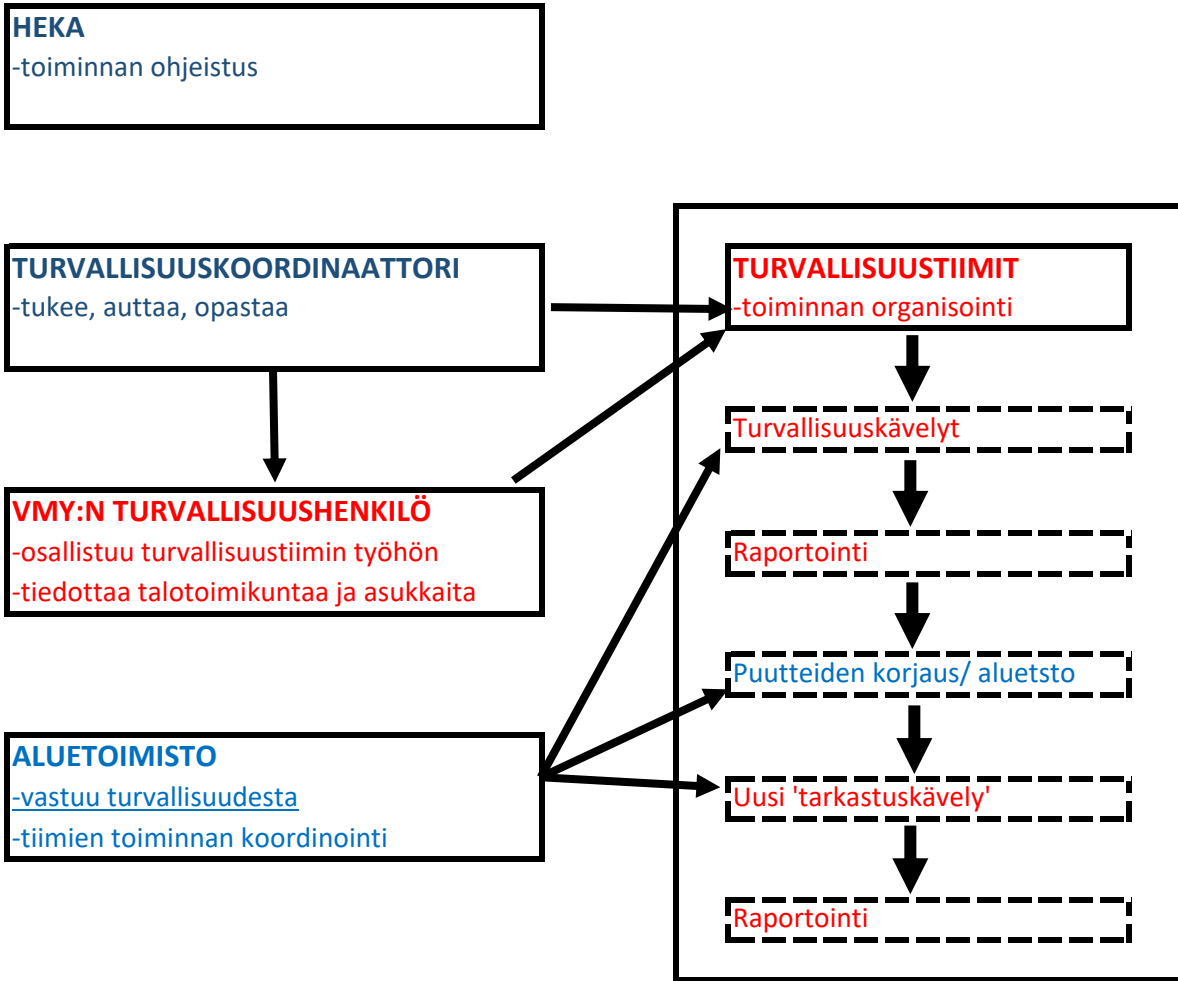 HEKA
-toiminnan ohjeistus
TURVALLISUUSKOORDINAATTORI
-tukee, auttaa, opastaa
VMY:N TURVALLISUUSHENKILÖ
-osallistuu turvallisuustiimin työhön
-tiedottaa talotoimikuntaa ja asukkaita
ALUETOIMISTO
-vastuu turvallisuudesta
-tiimien toiminnan koordinointi
TURVALLISUUSTIIMIT
-toiminnan organisointi
Turvallisuuskävelyt
Raportointi
Puutteiden korjaus/ aluetsto
Uusi 'tarkastuskävely'
Raportointi